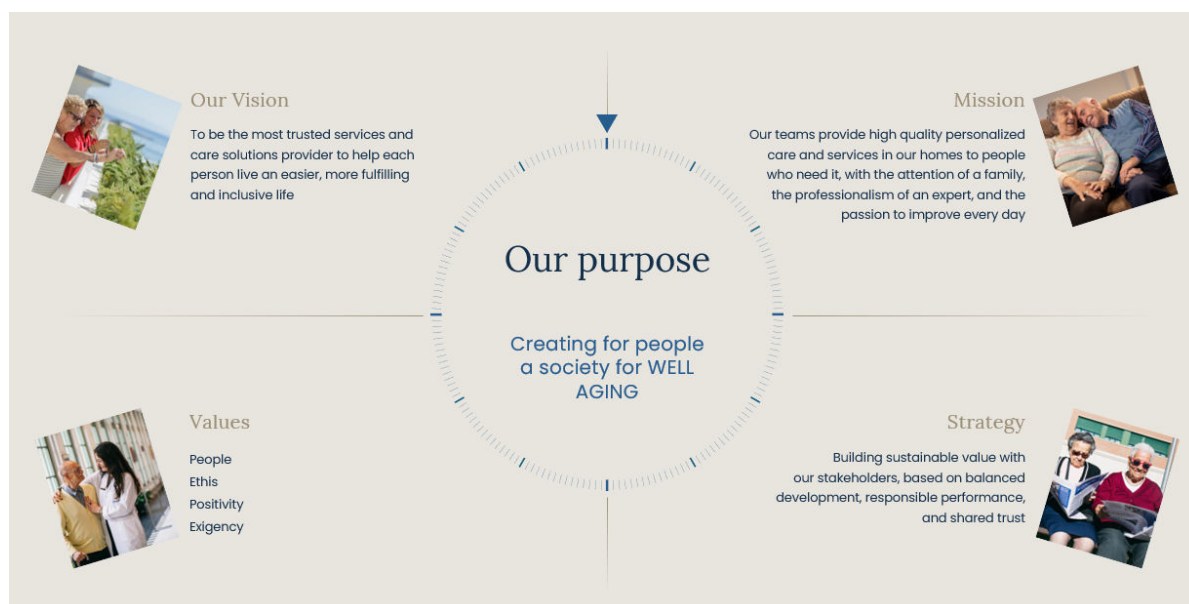 Our Vision
To be the most trusted services and
care solutions provider to help each
person live an easier, more fulfilling
and inclusive life
Mission
Our teams provide high quality personalized
care and services in our homes to people
who need it, with the attention of a family,
the professionalism of an expert, and the
passion to improve every day
Our purpose
Creating for people
a society for WELL
AGING
Values
People
Ethis
Positivity
Exigency
Strategy
Building sustainable value with
our stakeholders, based on balanced
development, responsible performance,
and shared trust